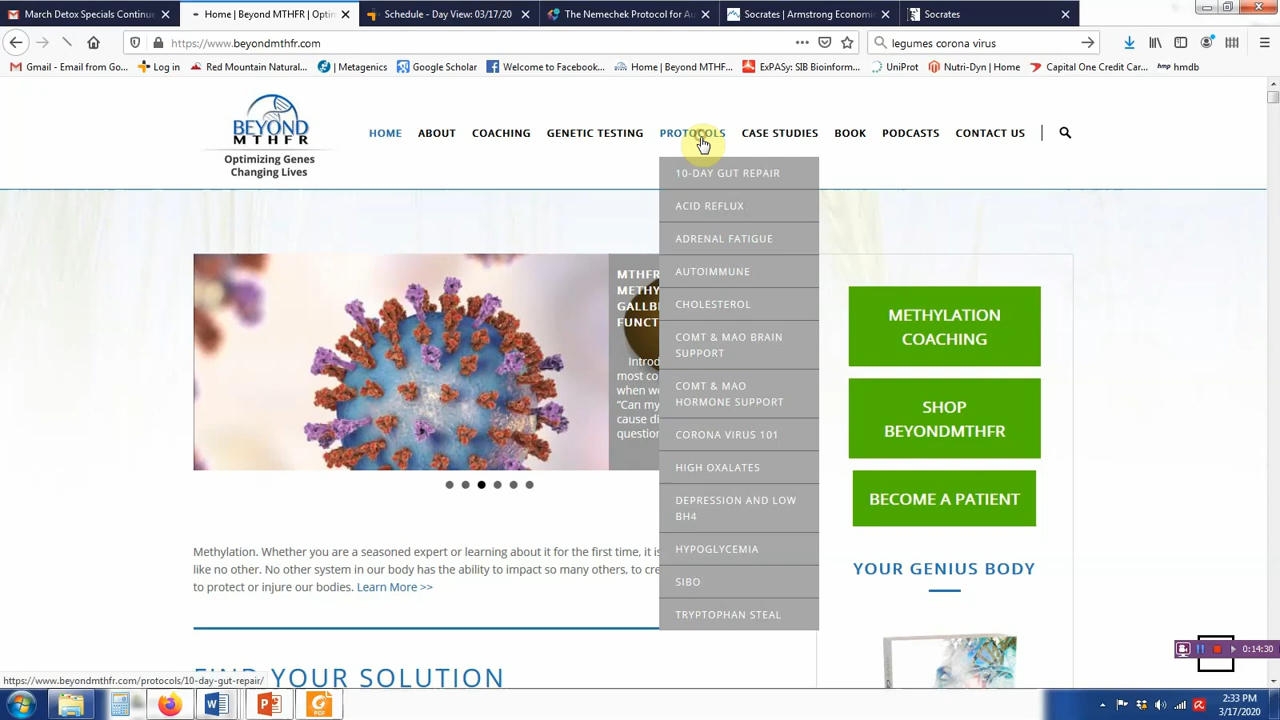 March Detox Specials Continue
Home | Beyond MTHFR | Optim
Schedule - Day View: 03/17/20
The Nemechek Protocol for Au
Socrates | Armstrong Economi
Socrates
https://www.beyondmthfr.com
legumes corona virus
Gmail - Email from Go...
Log in
Red Mountain Natural...
| Metagenics
Google Scholar
Welcome to Facebook...
Home | Beyond MTHF...
ExPASy: SIB Bioinform...
UniProt
Nutri-Dyn | Home
Capital One Credit Car...
hmp hmdb
BEYOND
MTHFR
Optimizing Genes
Changing Lives
HOME ABOUT COACHING GENETIC TESTING PROTOCOLS CASE STUDIES BOOK PODCASTS CONTACT US
10-DAY GUT REPAIR
ACID REFLUX
ADRENAL FATIGUE
AUTOIMMUNE
CHOLESTEROL
COMT & MAO BRAIN
SUPPORT
COMT & MAO
HORMONE SUPPORT
CORONA VIRUS 101
HIGH OXALATES
DEPRESSION AND LOW
BH4
HYPOGLYCEMIA
SIBO
TRYPTOPHAN STEAL
MTHFR
METHY
GALLB
FUNCT
Introd
most co
when we
"Can my
cause di
question
METHYLATION
COACHING
SHOP
BEYONDMTHFR
BECOME A PATIENT
YOUR GENIUS BODY
Methylation. Whether you are a seasoned expert or learning about it for the first time, it is
like no other. No other system in our body has the ability to impact so many others, to cre
to protect or injure our bodies. Learn More >>
FIND YOUR SOLUTION
https://www.beyondmthfr.com/protocols/10-day-gut-repair/
0:14:30
2:33 PM
3/17/2020